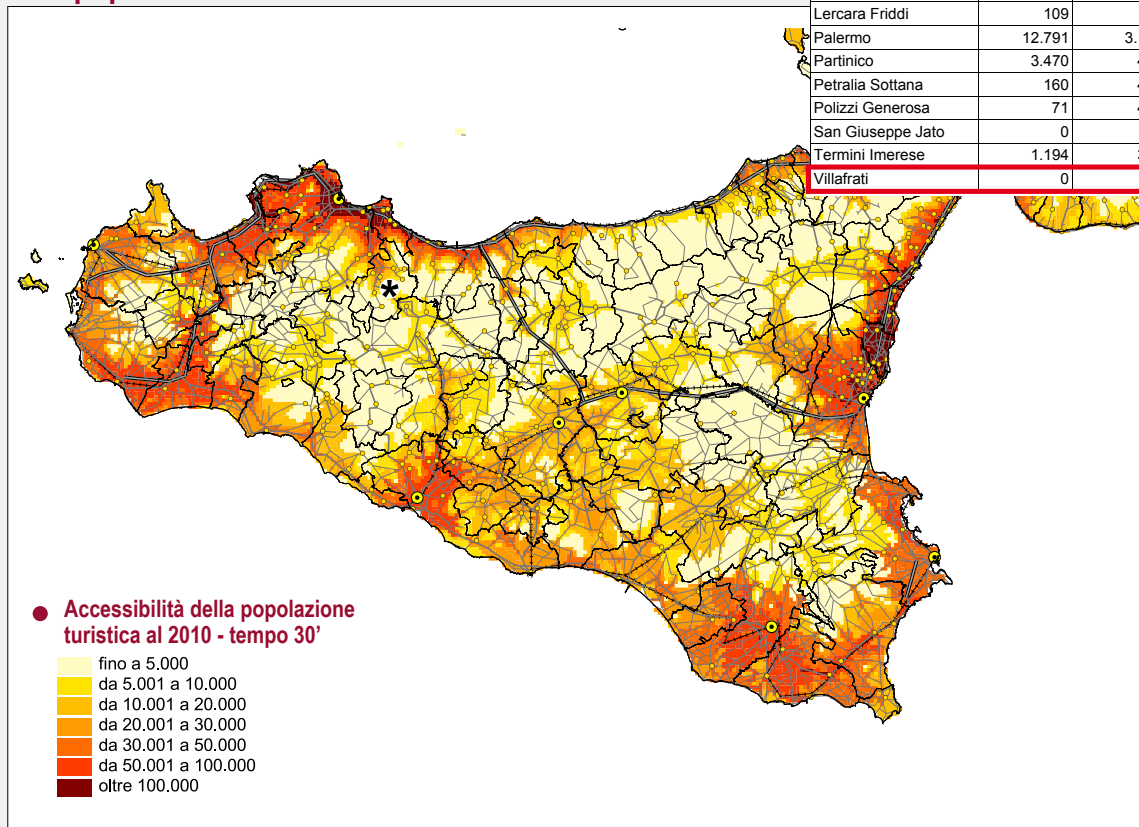 Lercara Friddi 109
Palermo 12.791 3.
Partinico 3.470
Petralia Sottana 160
Polizzi Generosa 71
San Giuseppe Jato 0
Termini Imerese 1.194
Villafrati 0
*
Accessibilità della popolazione
turistica al 2010 - tempo 30’
fino a 5.000
da 5.001 a 10.000
da 10.001 a 20.000
da 20.001 a 30.000
da 30.001 a 50.000
da 50.001 a 100.000
oltre 100.000